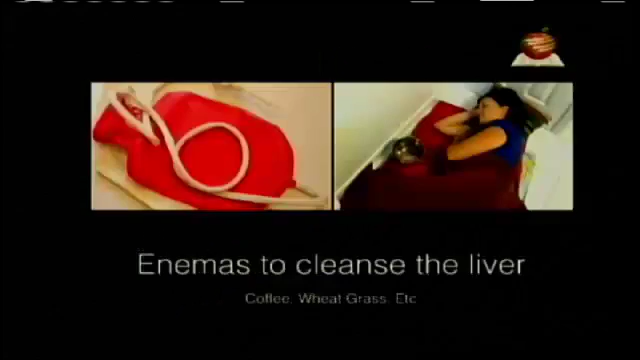 Enemas to cleanse the liver
Coffee, Wheat Grass, Etc